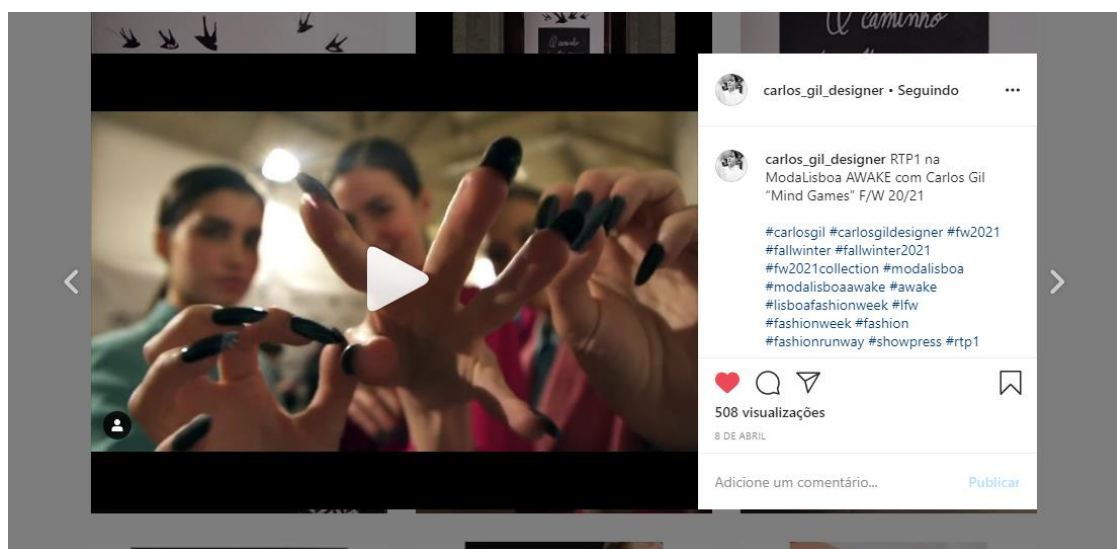 O caminho
O caminho
carlos_gil_designer • Seguindo
carlos_gil_designer RTP1 na
ModaLisboa AWAKE com Carlos Gil
“Mind Games” F/W 20/21
#carlosgil #carlosgildesigner #fw2021
#fallwinter #fallwinter2021
#fw2021collection #modalisboa
#modalisboaawake #awake
#lisboafashionweek #lfw
#fashionweek #fashion
#fashionrunway #showpress #rtp1
508 visualizações
8 DE ABRIL
Adicione um comentário... Publicar